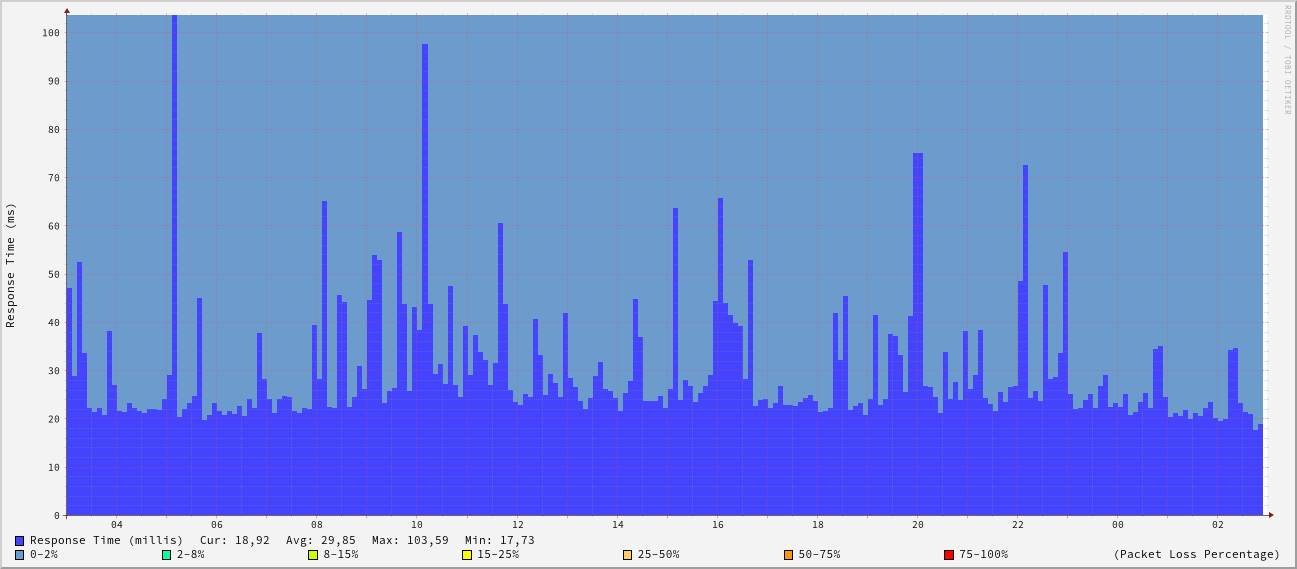 RRDTOOL / TOBI OETIKER
Response Time (ms)
100
90
80
70
60
50
40
30
20
10
0
04 06 08 10 12 14 16 18 20 22 00 02
Response Time (millis) Cur: 18,92 Avg: 29,85 Max: 103,59 Min: 17,73
0-2% 2-8% 8-15% 15-25% 25-50% 50-75% 75-100% (Packet Loss Percentage)